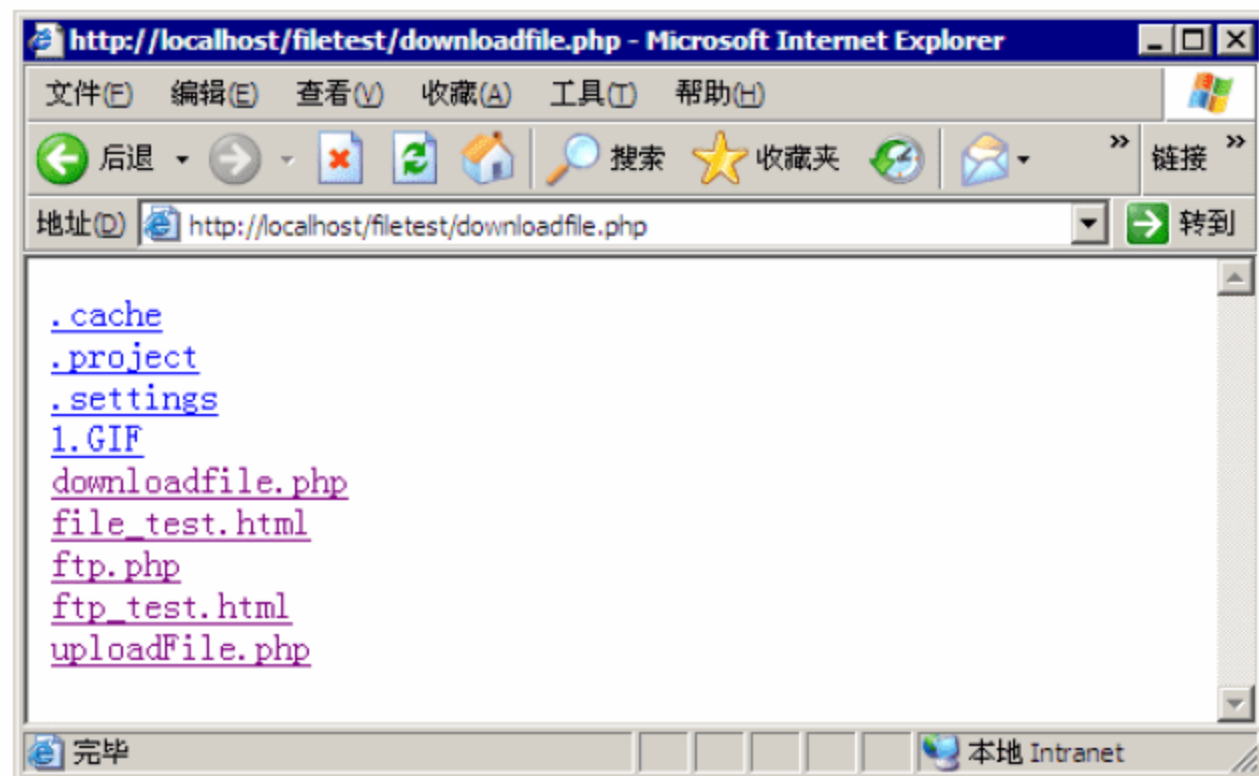 http://localhost/filetest/downloadfile.php - Microsoft Internet Explorer
文件(F) 编辑(E) 查看(V) 收藏(A) 工具(T) 帮助(H)
后退 搜索 收藏夹 » 链接 »
地址(D) http://localhost/filetest/downloadfile.php 转到
.cache
.project
.settings
1.GIF
downloadfile.php
file_test.html
ftp.php
ftp_test.html
uploadFile.php
完毕 本地 Intranet